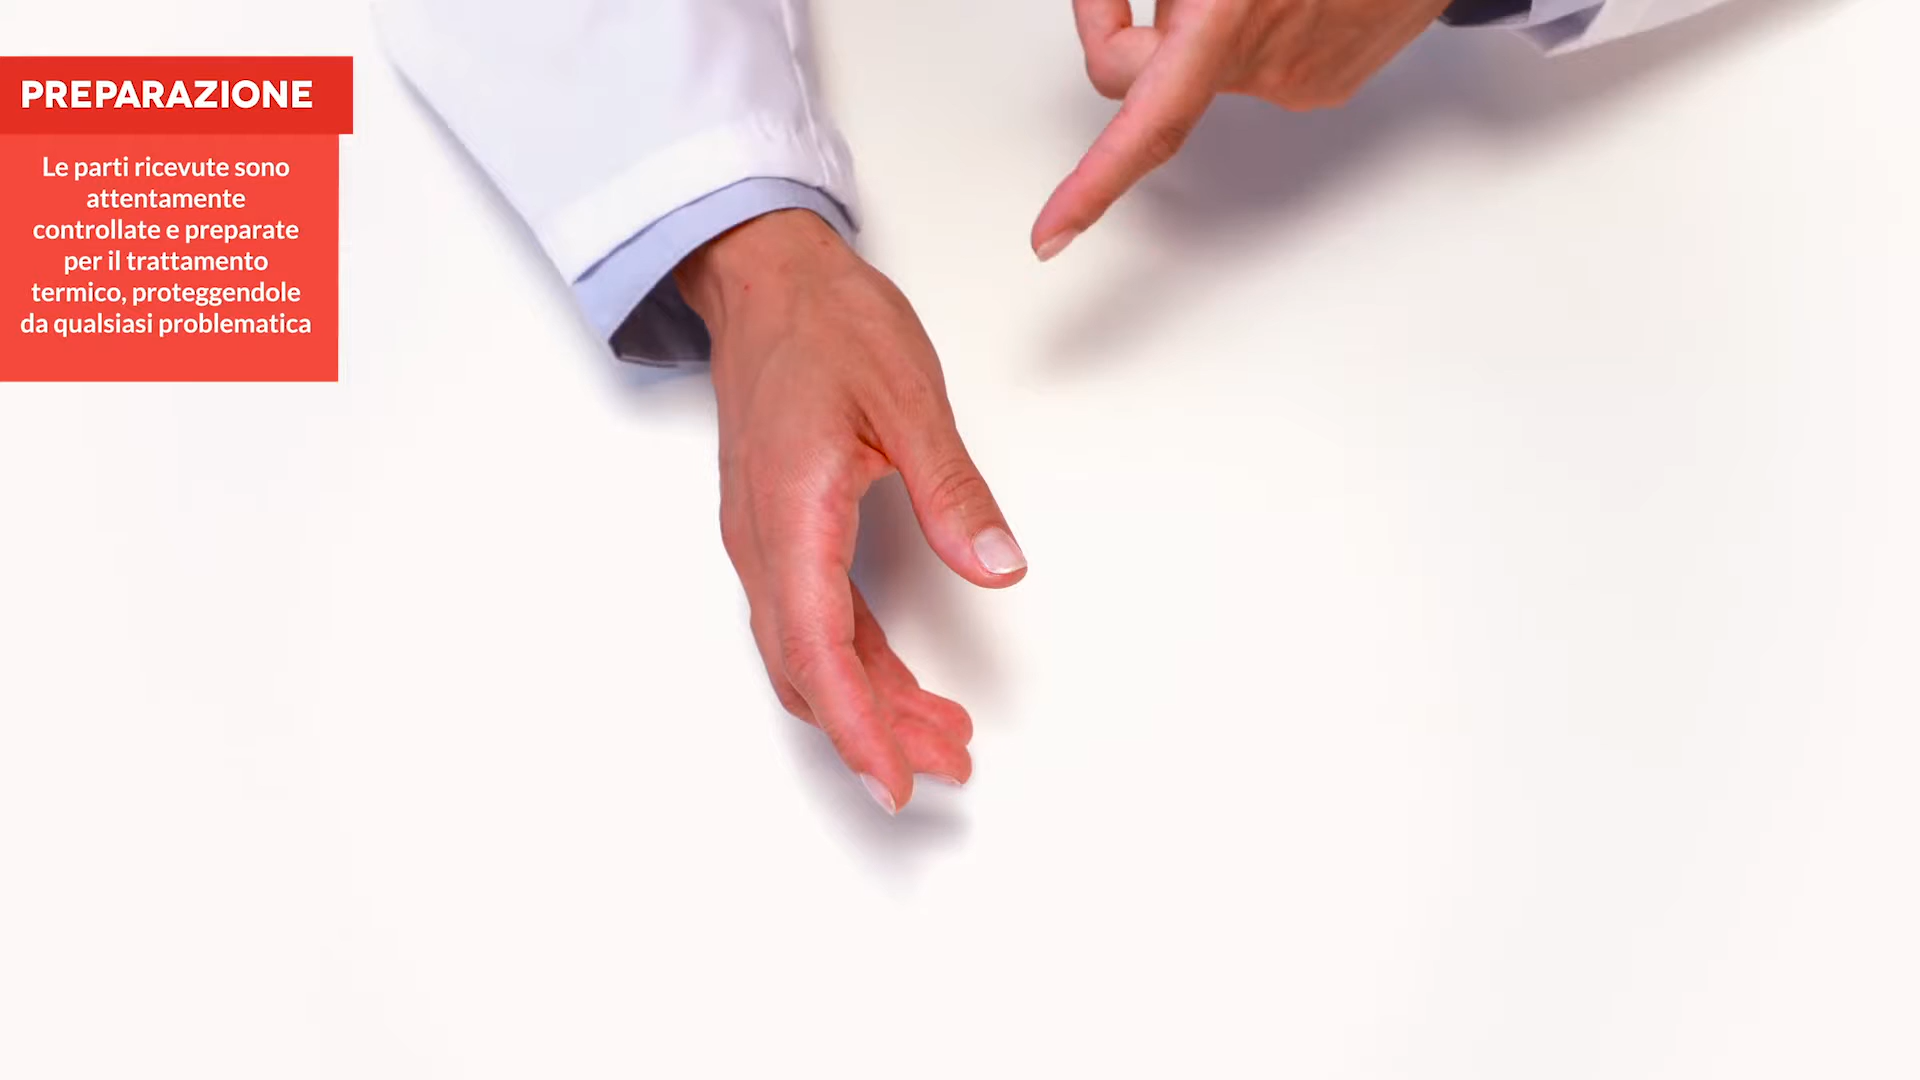 PREPARAZIONE
Le parti ricevute sono
attentamente
controllate e preparate
per il trattamento
termico, proteggendole
da qualsiasi problematica